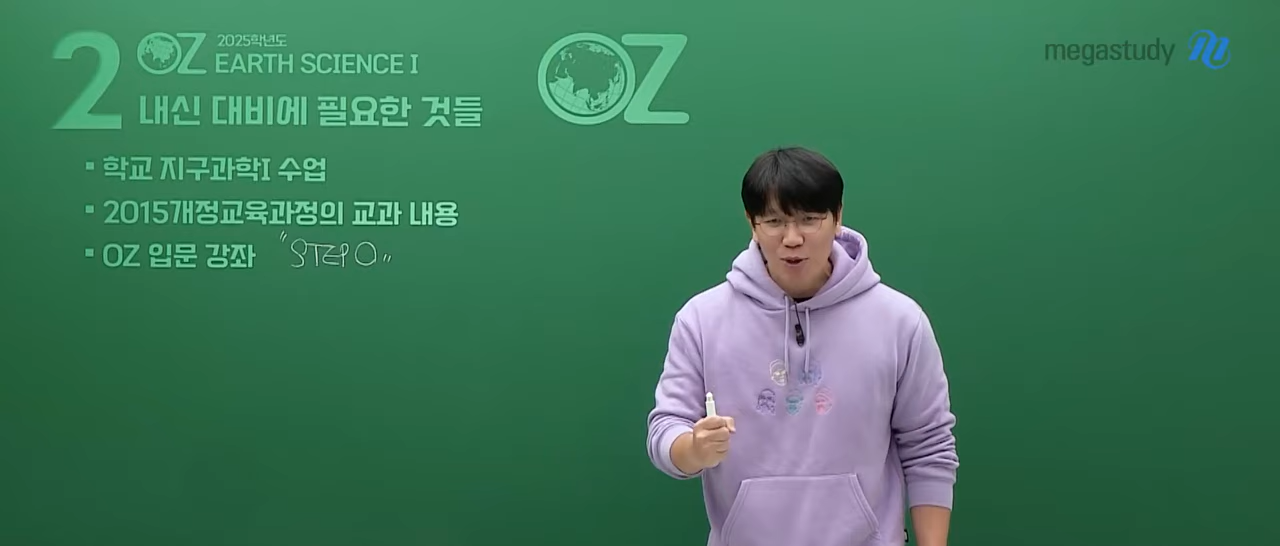 2
OZ
2025학년도
EARTH SCIENCE I
내신 대비에 필요한 것들
OZ
megastudy
▪ 학교 지구과학I 수업
▪ 2015개정교육과정의 교과 내용
▪ OZ 입문 강좌 "STEP 0"